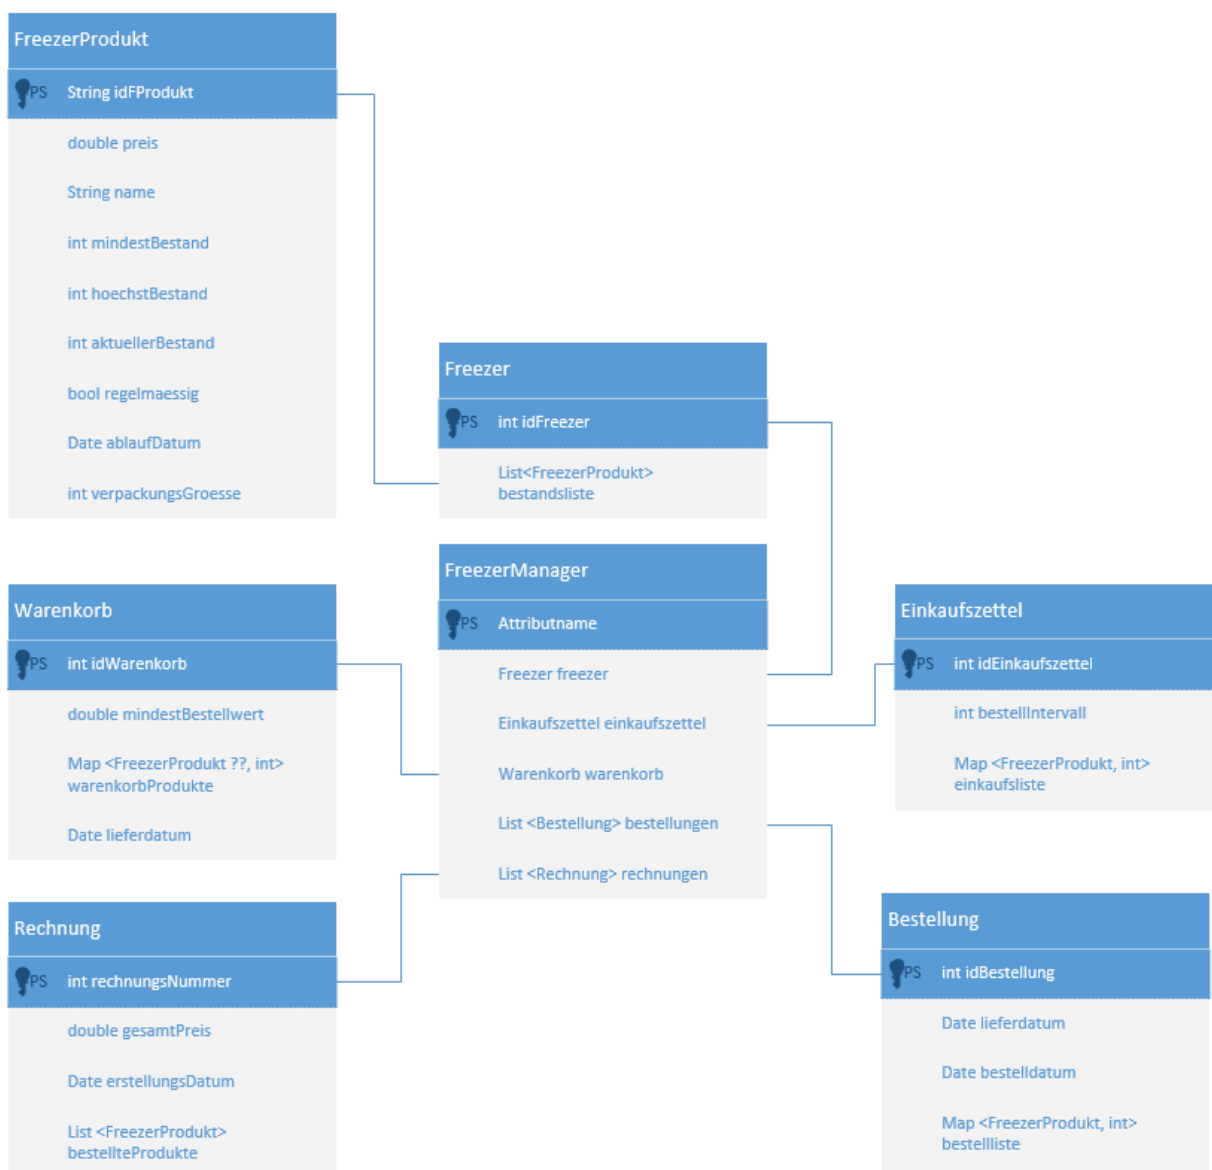 FreezerProdukt
PS String idFProdukt
double preis
String name
int mindestBestand
int hoechstBestand
int aktuellerBestand
bool regelmaessig
Date ablaufDatum
int verpackungsGroesse
Freezer
PS int idFreezer
List<FreezerProdukt>
bestandsliste
FreezerManager
PS Attributname
Freezer freezer
Einkaufszettel einkaufszettel
Warenkorb warenkorb
List <Bestellung> bestellungen
List <Rechnung> rechnungen
Warenkorb
PS int idWarenkorb
double mindestBestellwert
Map <FreezerProdukt ??, int>
warenkorbProdukte
Date lieferdatum
Einkaufszettel
PS int idEinkaufszettel
int bestellIntervall
Map <FreezerProdukt, int>
einkaufsliste
Rechnung
PS int rechnungsNummer
double gesamtPreis
Date erstellungsDatum
List <FreezerProdukt>
bestellteProdukte
Bestellung
PS int idBestellung
Date lieferdatum
Date bestelldatum
Map <FreezerProdukt, int>
bestellliste